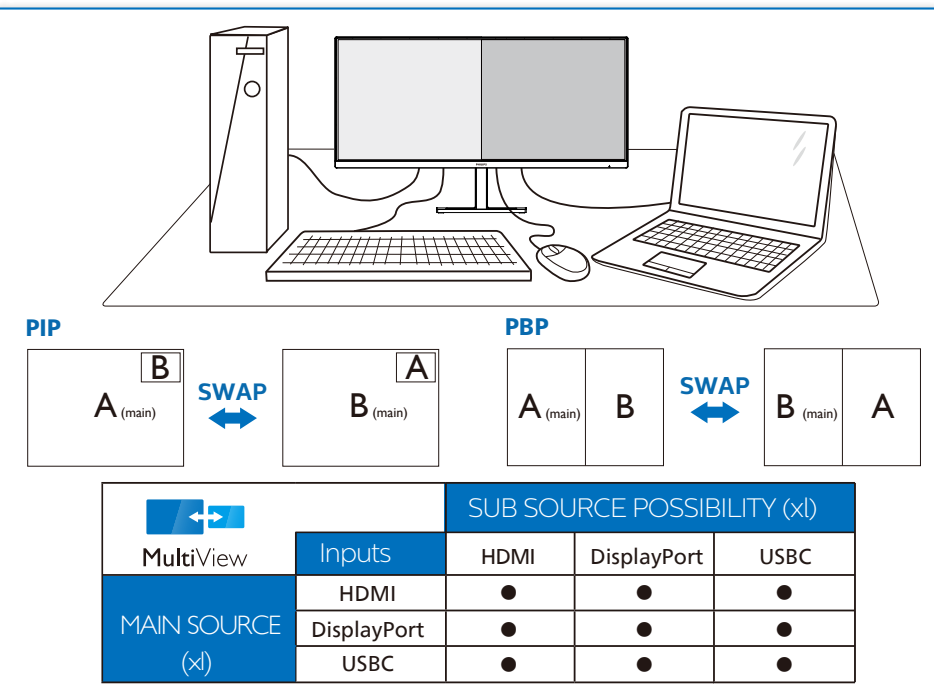 PIP
PBP
B
A (main)
SWAP
A
B (main)
A (main)
B
SWAP
B (main)
A
MultiView
SUB SOURCE POSSIBILITY (xl)
Inputs
HDMI
DisplayPort
USBC
MAIN SOURCE
(xl)
HDMI
● ● ●
DisplayPort
● ● ●
USBC
● ● ●